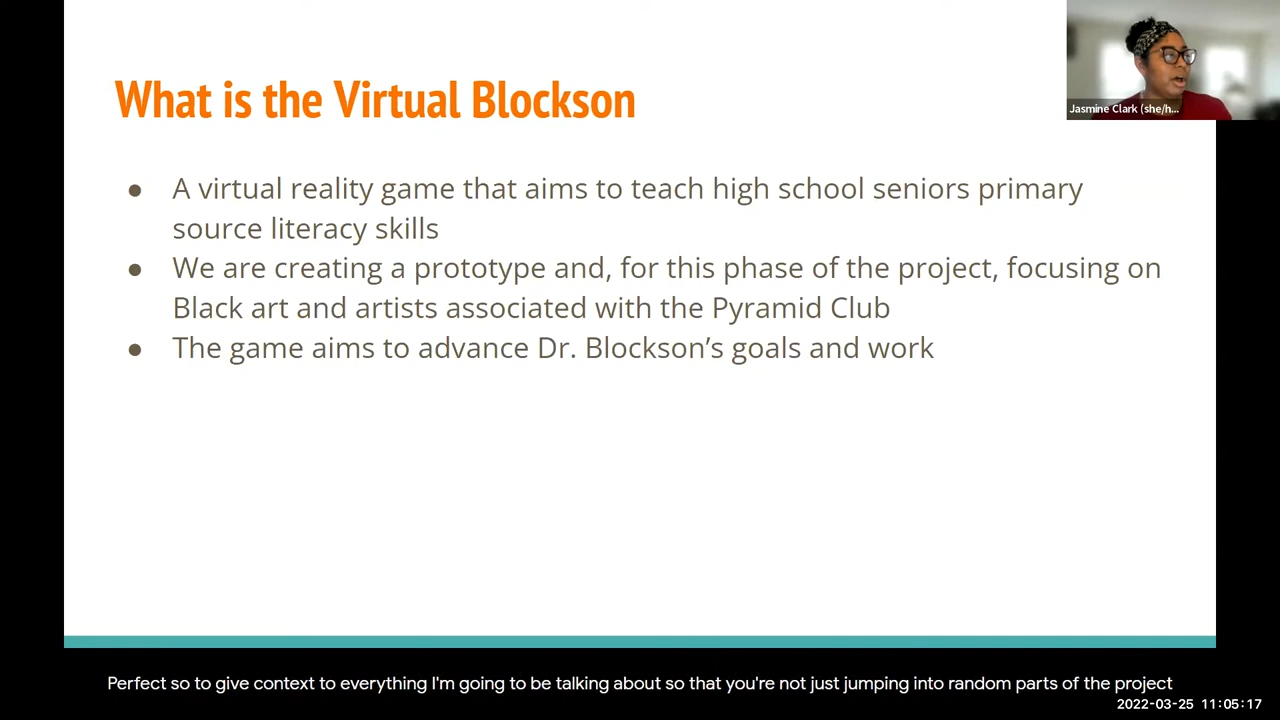 What is the Virtual Blockson
Jasmine Clark (she/h...
● A virtual reality game that aims to teach high school seniors primary
source literacy skills
● We are creating a prototype and, for this phase of the project, focusing on
Black art and artists associated with the Pyramid Club
● The game aims to advance Dr. Blockson’s goals and work
Perfect so to give context to everything I'm going to be talking about so that you're not just jumping into random parts of the project
2022-03-25 11:05:17